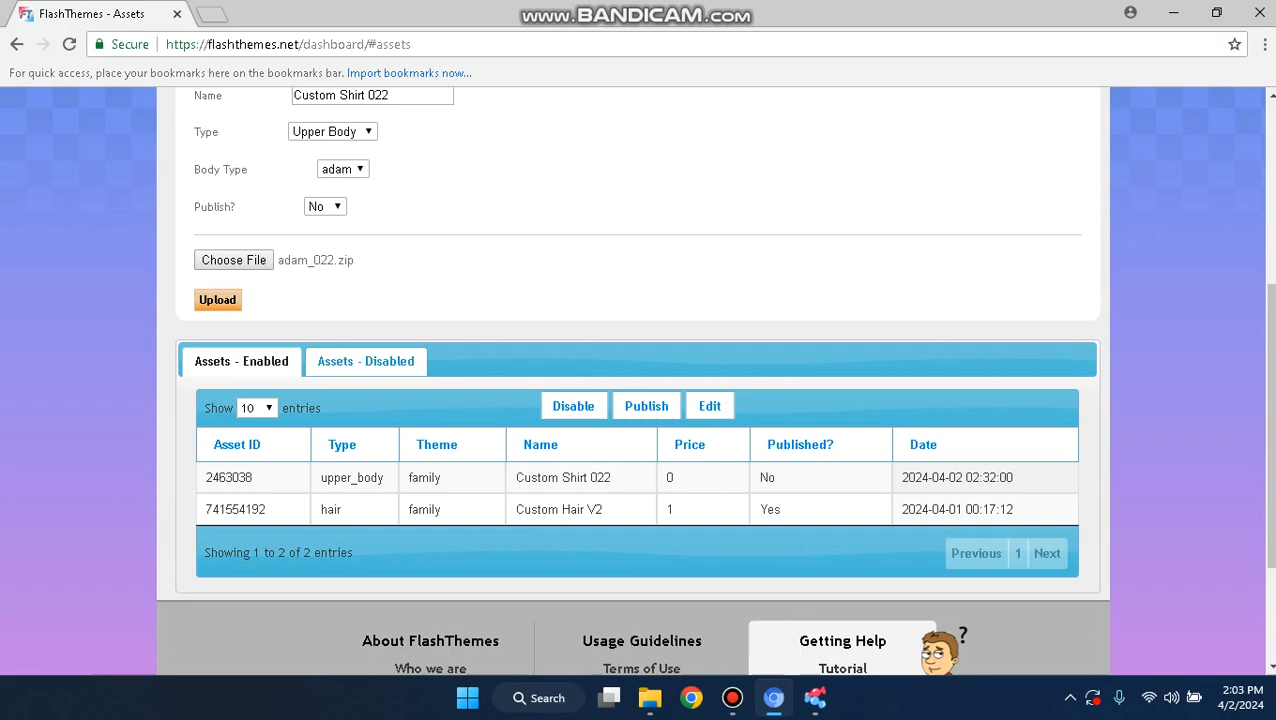 FlashThemes - Assets
WWW.BANDICAM.COM
Secure https://flashthemes.net/dashboard/#assets
For quick access, place your bookmarks here on the bookmarks bar. Import bookmarks now...
Name Custom Shirt 022
Type Upper Body
Body Type adam
Publish? No
Choose File adam_022.zip
Upload
Assets - Enabled Assets - Disabled
Show 10 entries Disable Publish Edit
Asset ID Type Theme Name Price Published? Date
2463038 upper_body family Custom Shirt 022 0 No 2024-04-02 02:32:00
741554192 hair family Custom Hair V2 1 Yes 2024-04-01 00:17:12
Showing 1 to 2 of 2 entries Previous 1 Next
About FlashThemes Usage Guidelines Getting Help ?
Who we are Terms of Use Tutorial
Search
2:03 PM
4/2/2024